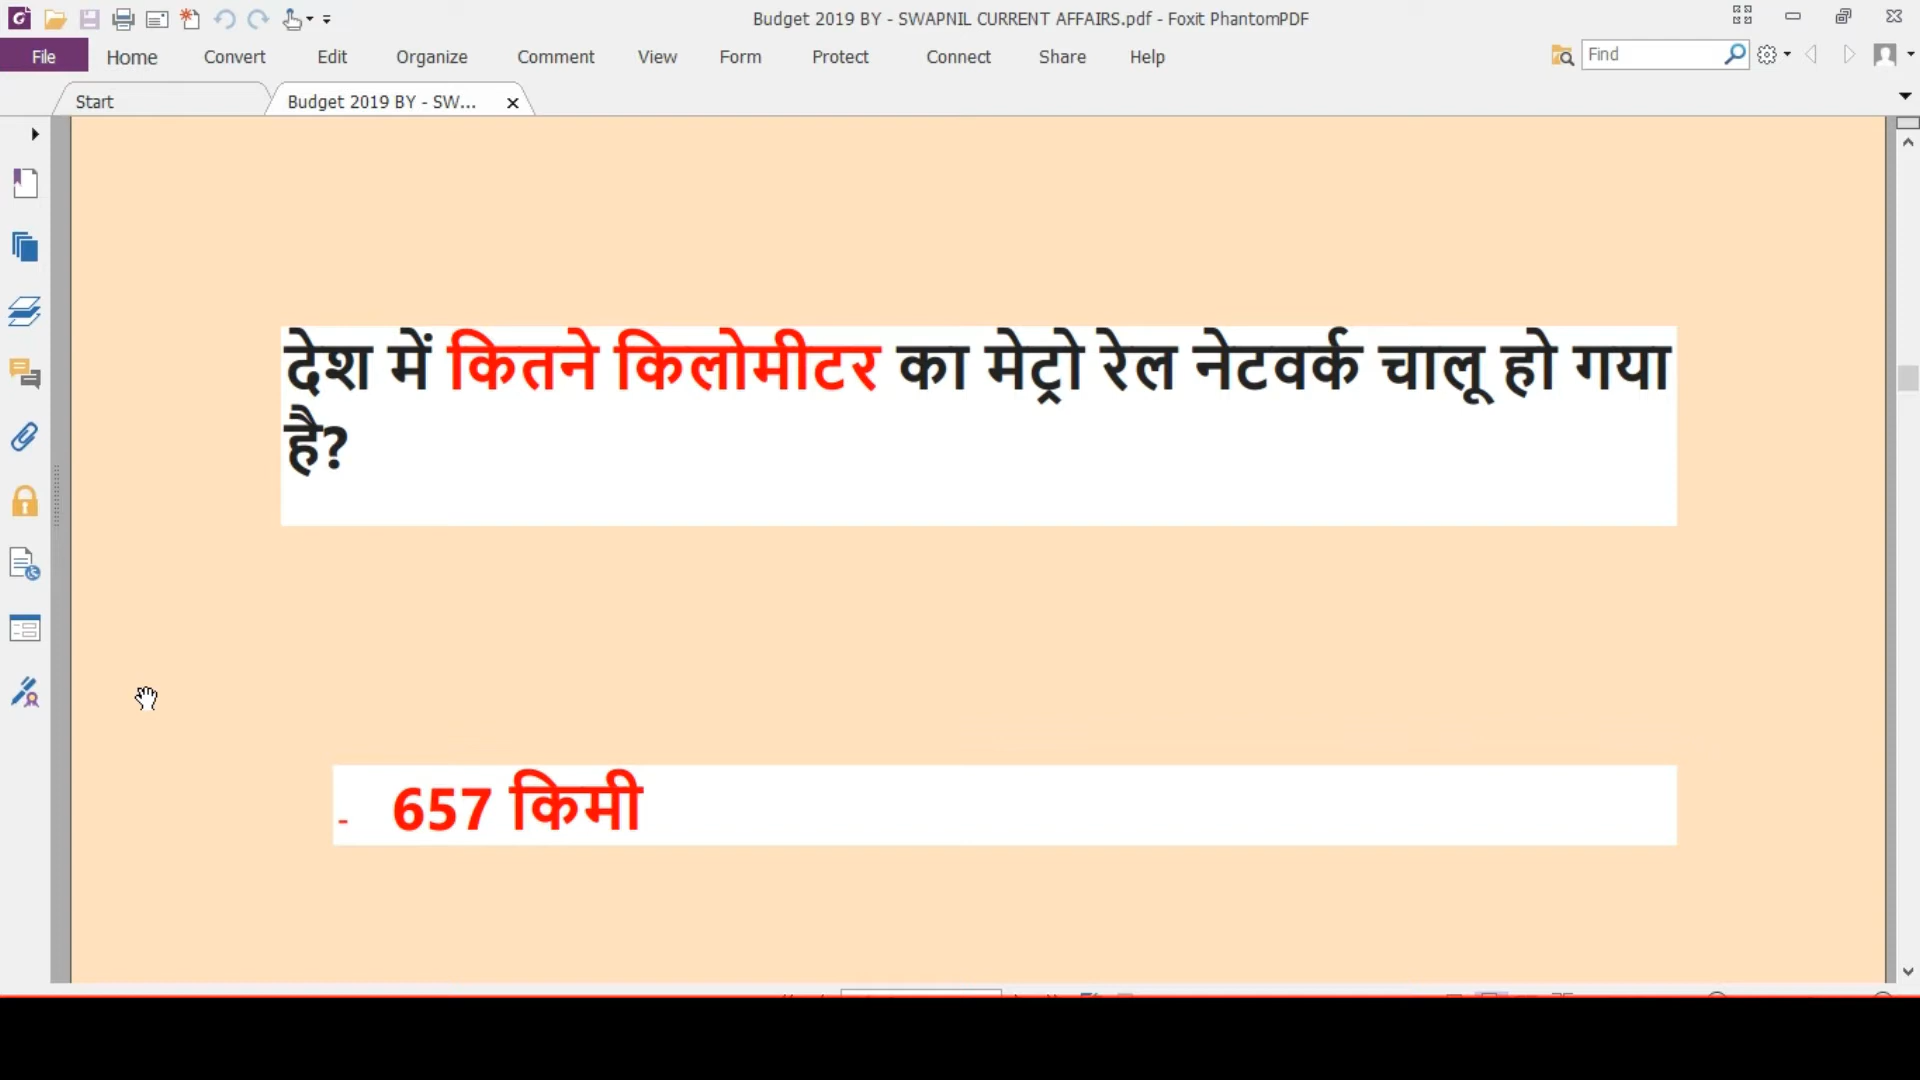 Budget 2019 BY - SWAPNIL CURRENT AFFAIRS.pdf - Foxit PhantomPDF
File Home Convert Edit Organize Comment View Form Protect Connect Share Help Find
Start Budget 2019 BY - SW...
देश में कितने किलोमीटर का मेट्रो रेल नेटवर्क चालू हो गया
है?
- 657 किमी